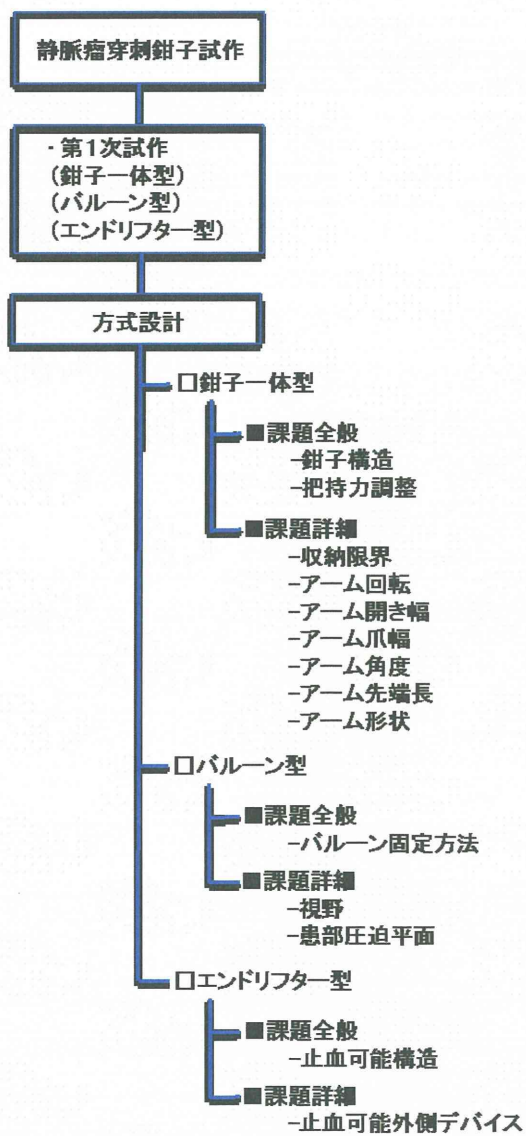 静脈瘤穿刺鉗子試作
・第1次試作
(鉗子一体型)
(バルーン型)
(エンドリフター型)
方式設計
□鉗子一体型
■課題全般
－鉗子構造
－把持力調整
■課題詳細
－収納限界
－アーム回転
－アーム開き幅
－アーム爪幅
－アーム角度
－アーム先端長
－アーム形状
□バルーン型
■課題全般
－バルーン固定方法
■課題詳細
－視野
－患部圧迫平面
□エンドリフター型
■課題全般
－止血可能構造
■課題詳細
－止血可能外側デバイス